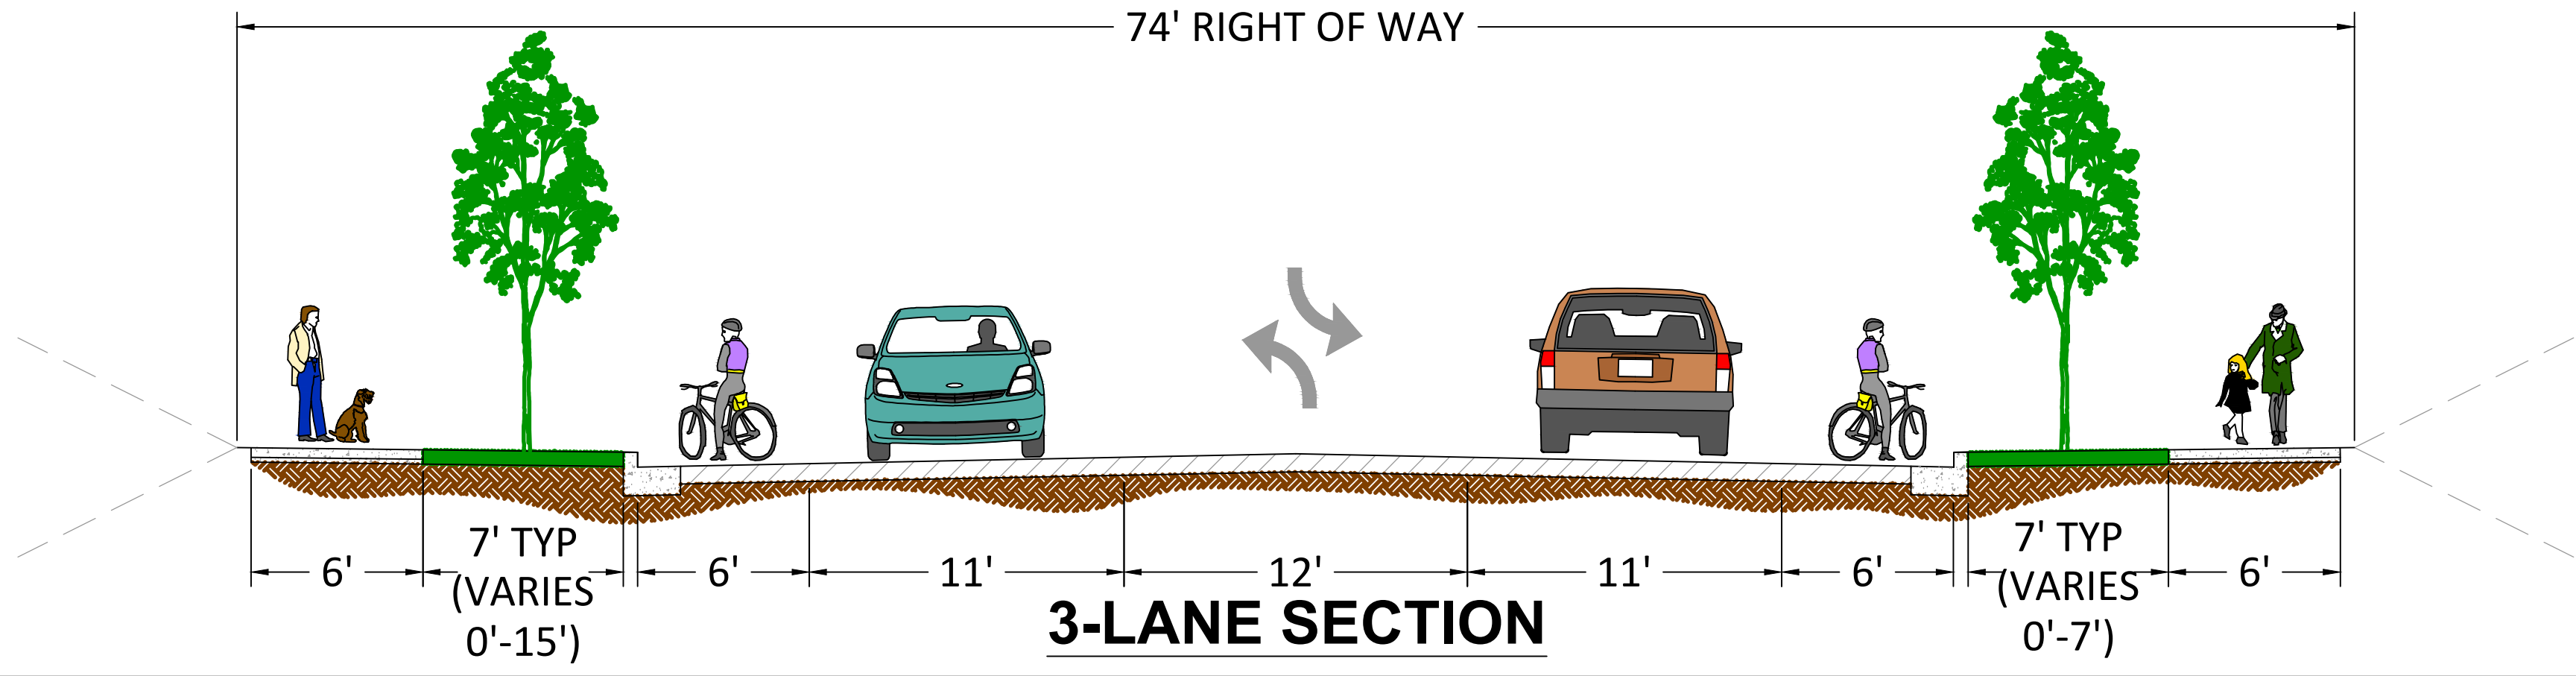 74' RIGHT OF WAY
6'
7' TYP
(VARIES
0'-15')
6'
11'
12'
11'
6'
7' TYP
(VARIES
0'-7')
6'
3-LANE SECTION